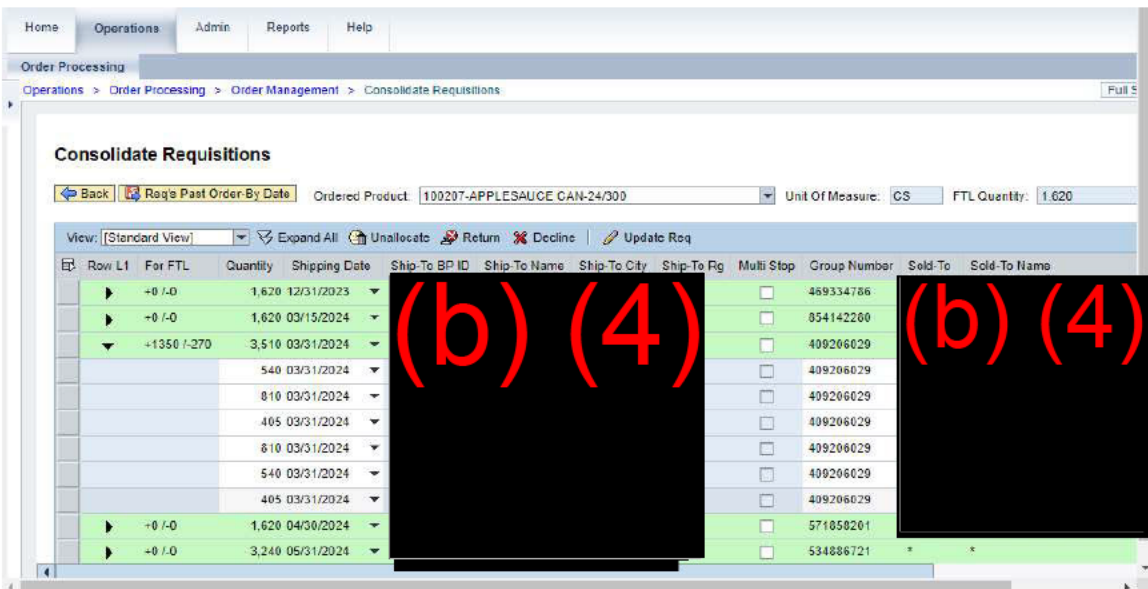 Home Operations Admin Reports Help
Order Processing
Operations > Order Processing > Order Management > Consolidate Requisitions Full S
Consolidate Requisitions
Back Req's Past Order-By Date Ordered Product: 100207-APPLESAUCE CAN-24/300 Unit Of Measure: CS FTL Quantity: 1,620
View: [Standard View] Expand All Unallocate Return Decline Update Req
Row L1 For FTL Quantity Shipping Date Ship-To BP ID Ship-To Name Ship-To City Ship-To Rg Multi Stop Group Number Sold-To Sold-To Name
+0 /-0 1,620 12/31/2023 469334786
+0 /-0 1,620 03/15/2024 854142280
+1350 /-270 3,510 03/31/2024 409206029
540 03/31/2024 409206029
810 03/31/2024 409206029
405 03/31/2024 409206029
810 03/31/2024 409206029
540 03/31/2024 409206029
405 03/31/2024 409206029
+0 /-0 1,620 04/30/2024 571858201
+0 /-0 3,240 05/31/2024 534886721 * *
(b) (4)
(b) (4)